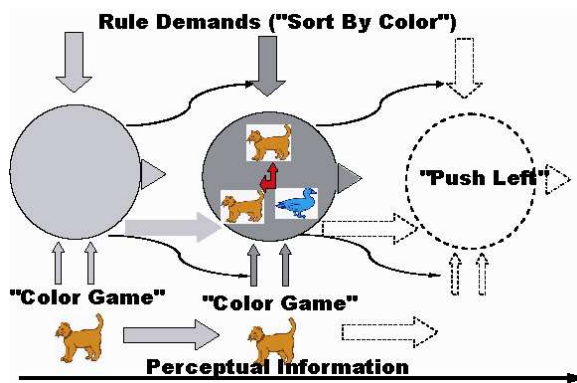 Rule Demands ("Sort By Color")
"Push Left"
"Color Game"
"Color Game"
Perceptual Information